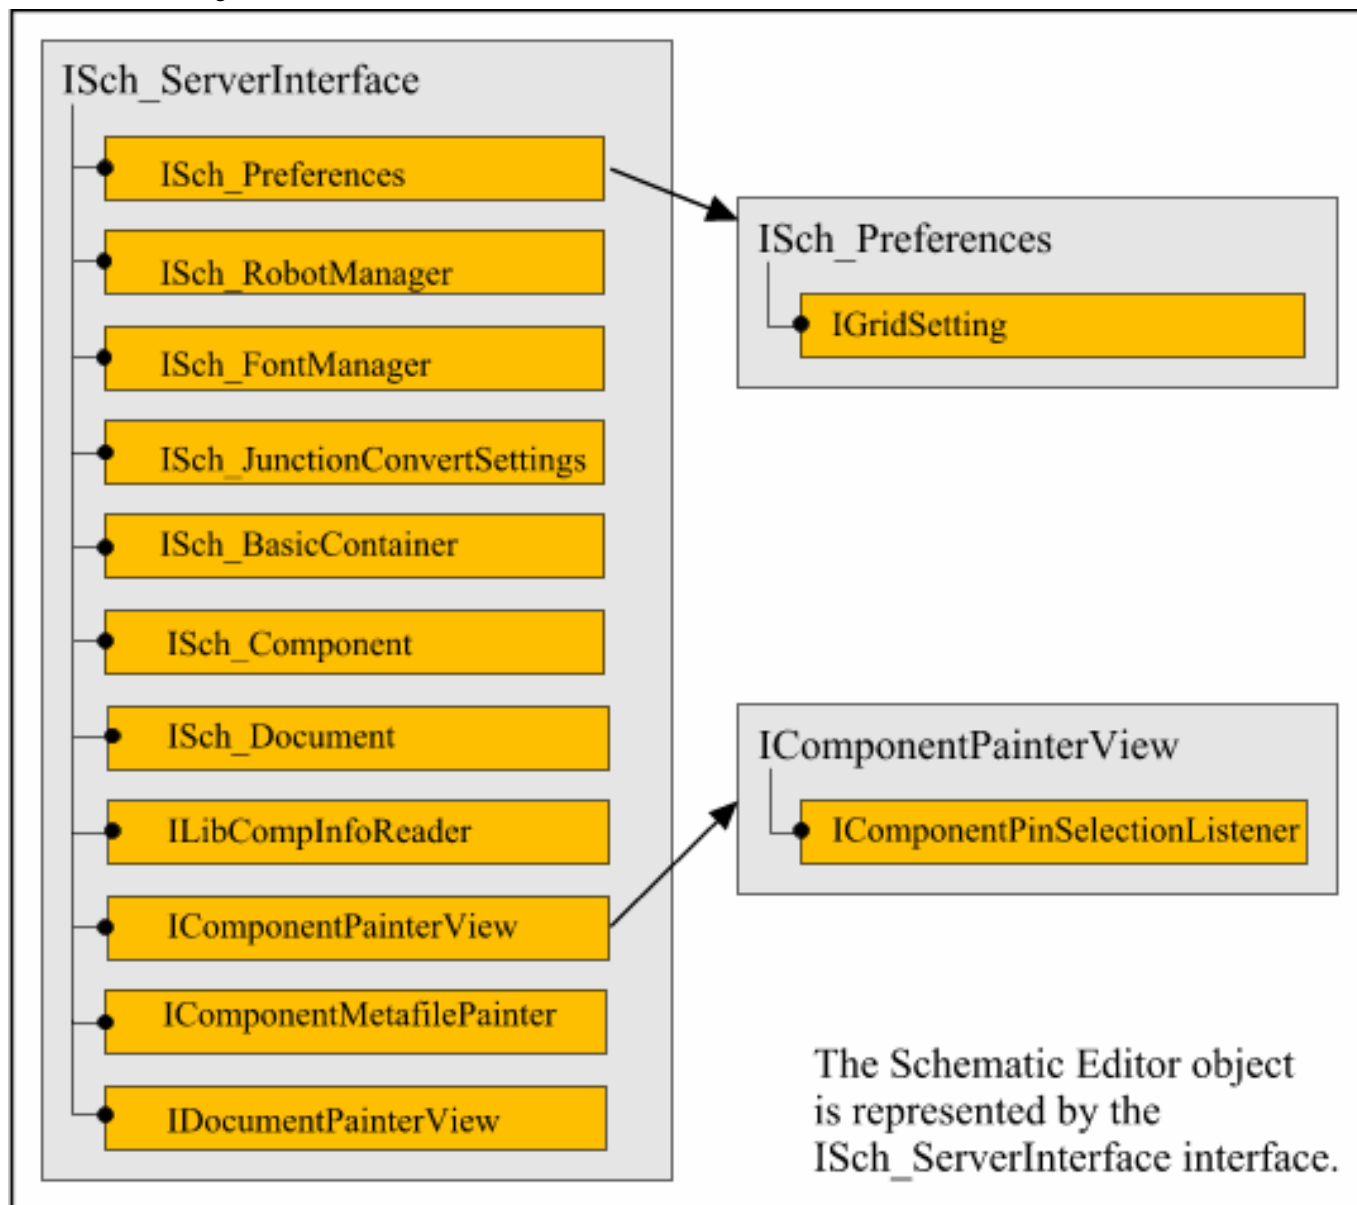 ISch_ServerInterface
ISch_Preferences
ISch_RobotManager
ISch_FontManager
ISch_JunctionConvertSettings
ISch_BasicContainer
ISch_Component
ISch_Document
ILibCompInfoReader
IComponentPainterView
IComponentMetafilePainter
IDocumentPainterView
ISch_Preferences
IGridSetting
IComponentPainterView
IComponentPinSelectionListener
The Schematic Editor object
is represented by the
ISch_ServerInterface interface.